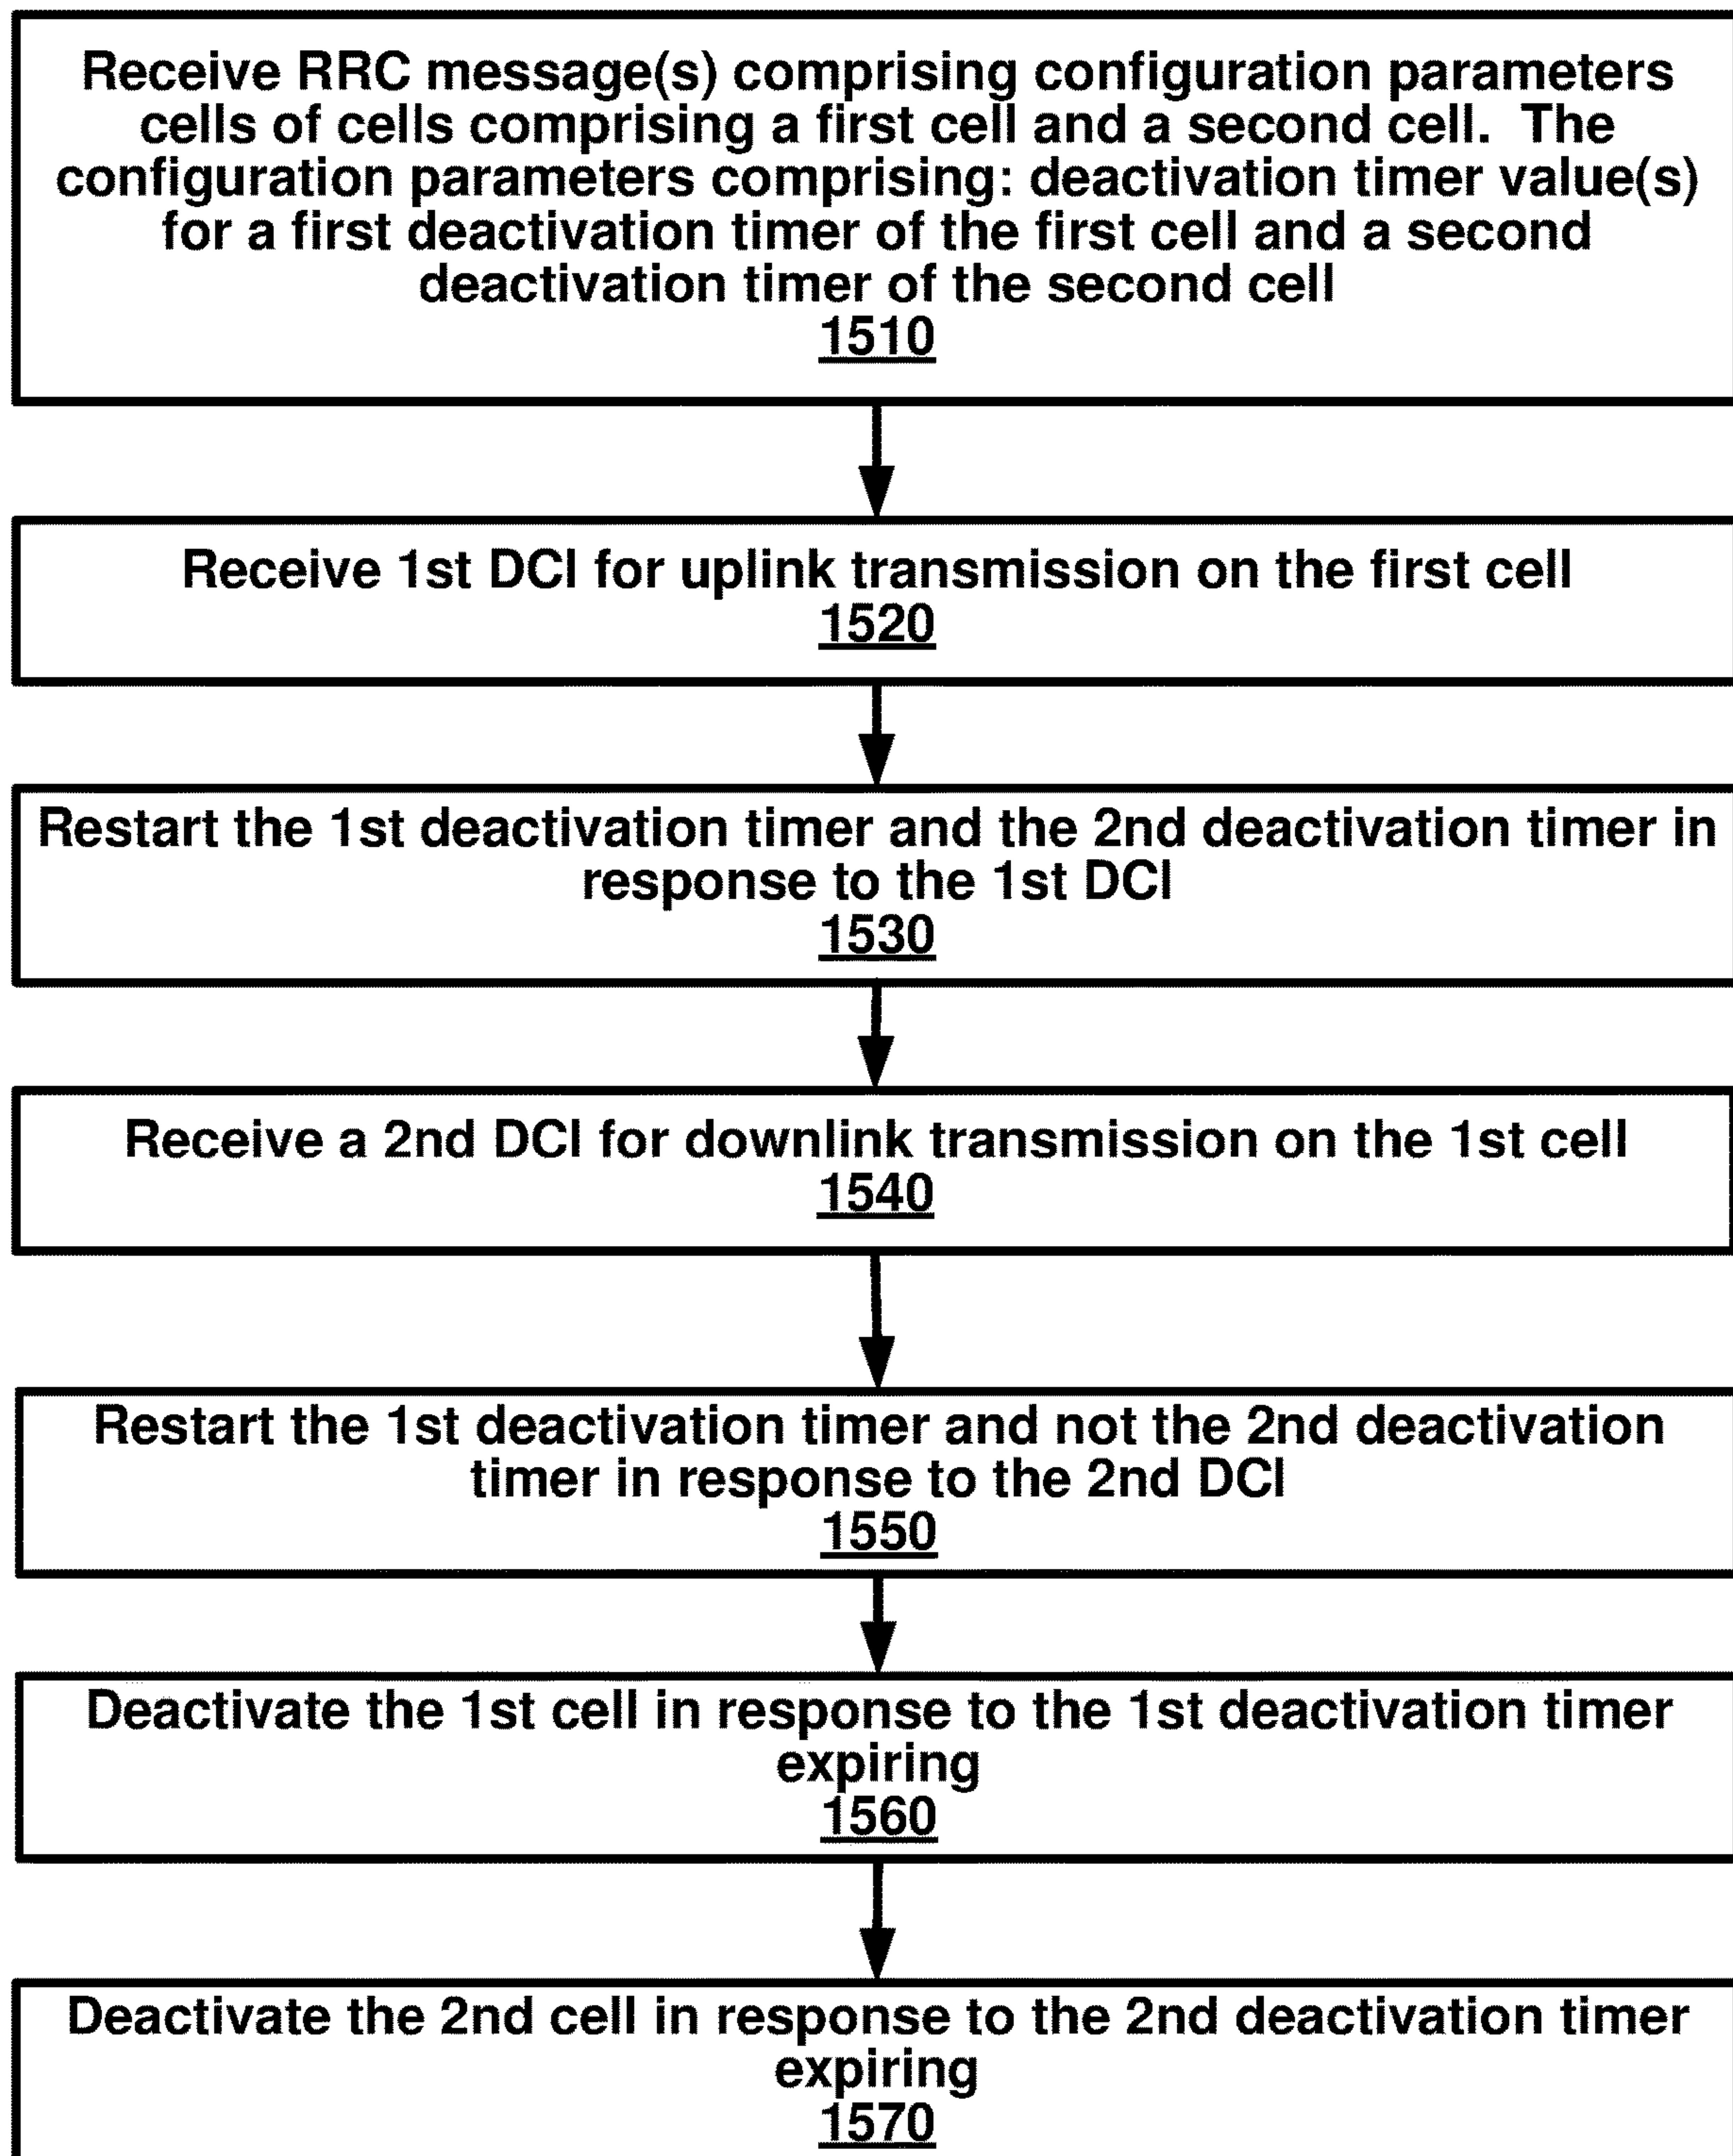 Receive RRC message(s) comprising configuration parameters
cells of cells comprising a first cell and a second cell. The
configuration parameters comprising: deactivation timer value(s)
for a first deactivation timer of the first cell and a second
deactivation timer of the second cell
1510
Receive 1st DCI for uplink transmission on the first cell
1520
Restart the 1st deactivation timer and the 2nd deactivation timer in
response to the 1st DCI
1530
Receive a 2nd DCI for downlink transmission on the 1st cell
1540
Restart the 1st deactivation timer and not the 2nd deactivation
timer in response to the 2nd DCI
1550
Deactivate the 1st cell in response to the 1st deactivation timer
expiring
1560
Deactivate the 2nd cell in response to the 2nd deactivation timer
expiring
1570